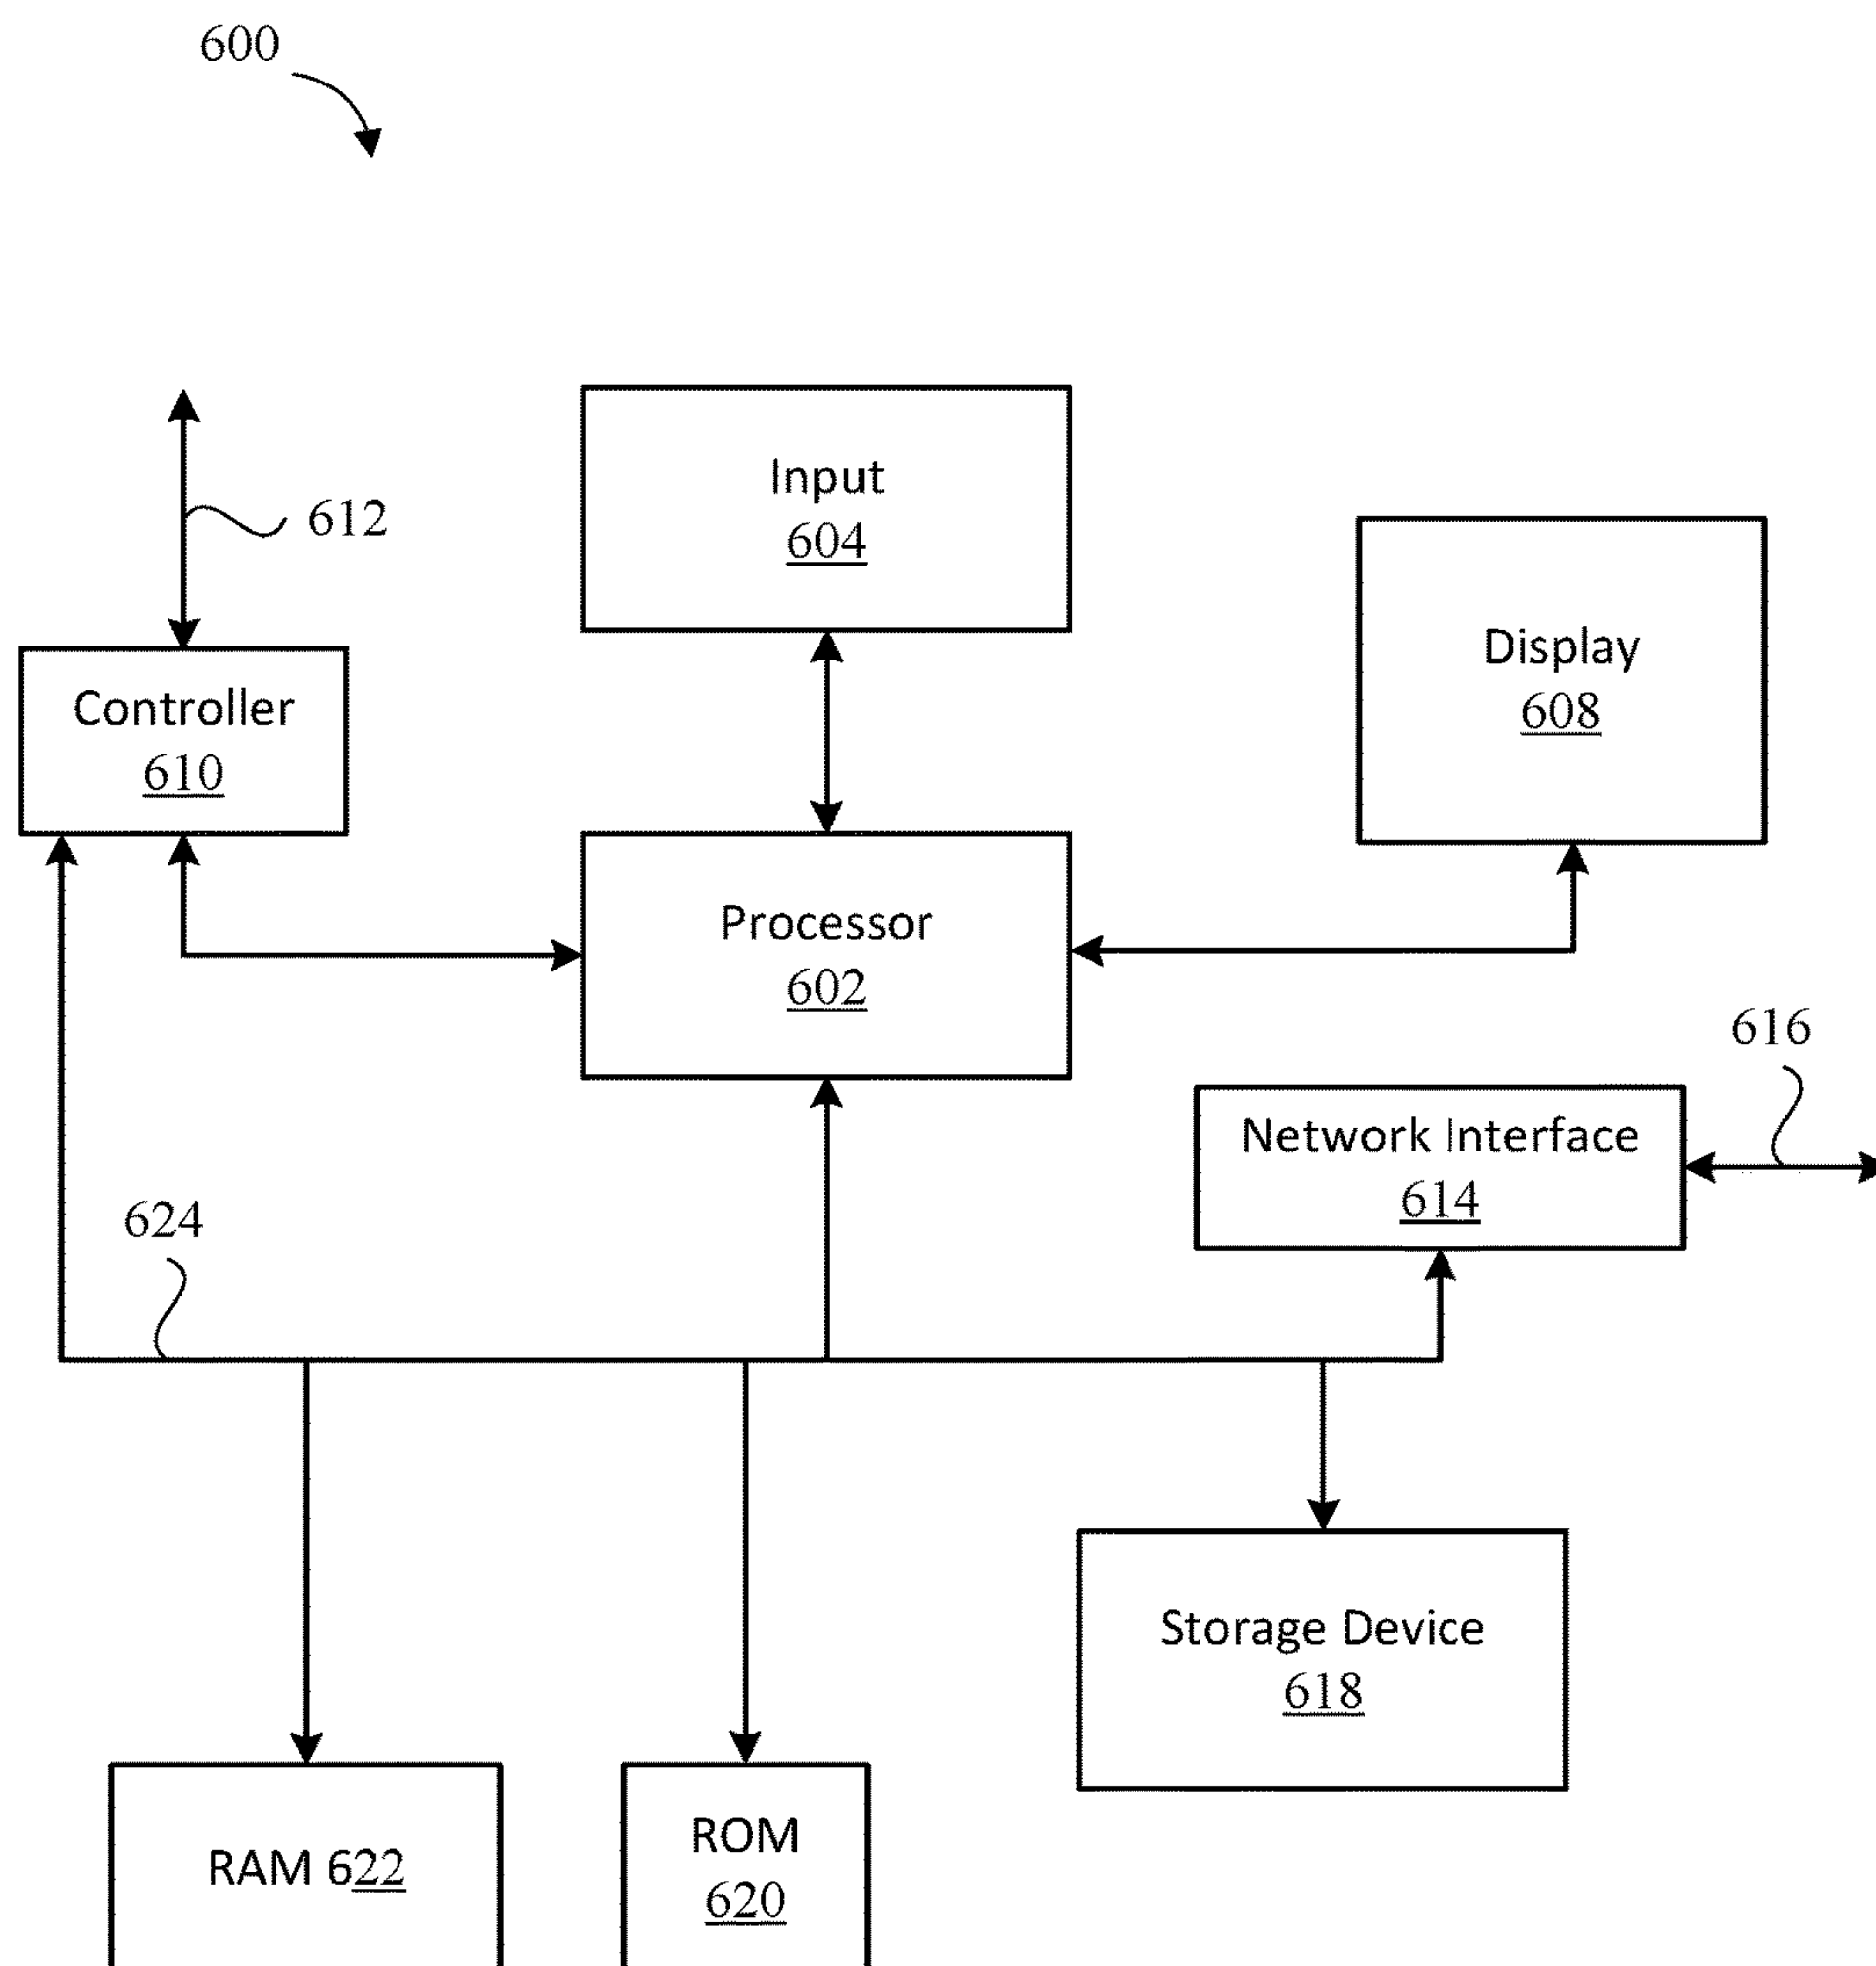 600
Input
604
612
Display
608
Controller
610
Processor
602
616
Network Interface
614
624
Storage Device
618
ROM
620
RAM 622